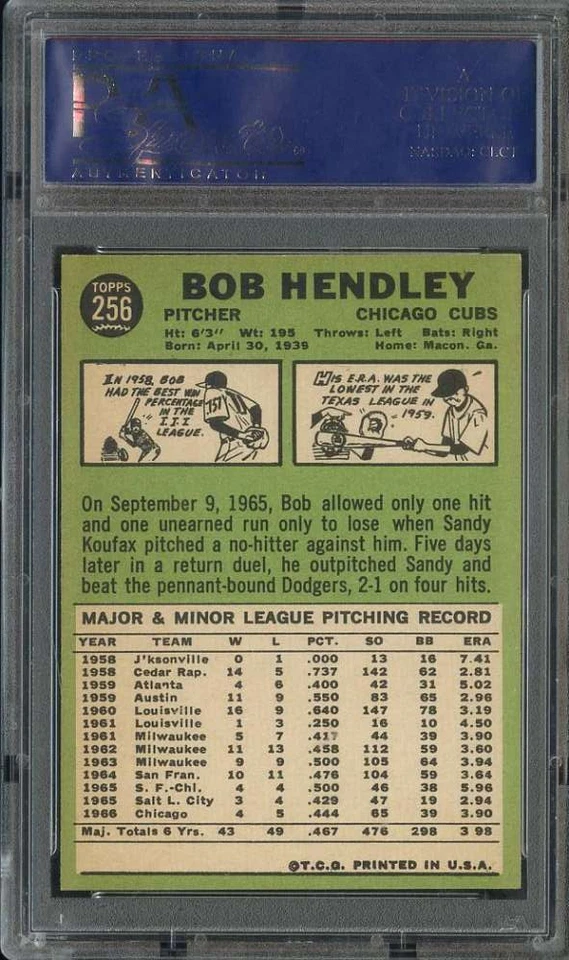 PSA
AUTHENTICATOR
A
DIVISION OF
COLLECTORS
UNIVERSE
NASDAQ: CLCT
TOPPS
256
BOB HENDLEY
PITCHER CHICAGO CUBS
Ht: 6'3" Wt: 195 Throws: Left Bats: Right
Born: April 30, 1939 Home: Macon, Ga.
IN 1958, BOB
HAD THE BEST WIN
PERCENTAGE
IN THE
I.I.I
LEAGUE.
1ST
HIS E.R.A. WAS THE
LOWEST IN THE
TEXAS LEAGUE IN
1959.
On September 9, 1965, Bob allowed only one hit
and one unearned run only to lose when Sandy
Koufax pitched a no-hitter against him. Five days
later in a return duel, he outpitched Sandy and
beat the pennant-bound Dodgers, 2-1 on four hits.
MAJOR & MINOR LEAGUE PITCHING RECORD
YEAR TEAM W L PCT. SO BB ERA
1958 J'ksonville 0 1 .000 13 16 7.41
1958 Cedar Rap. 14 5 .737 142 62 2.81
1959 Atlanta 4 6 .400 42 31 5.02
1959 Austin 11 9 .550 83 65 2.96
1960 Louisville 16 9 .640 147 78 3.19
1961 Louisville 1 3 .250 16 10 4.50
1961 Milwaukee 5 7 .417 44 39 3.90
1962 Milwaukee 11 13 .458 112 59 3.60
1963 Milwaukee 9 9 .500 105 64 3.94
1964 San Fran. 10 11 .476 104 59 3.64
1965 S. F.-Chi. 4 4 .500 46 38 5.96
1965 Salt L. City 3 4 .429 47 19 2.94
1966 Chicago 4 5 .444 65 39 3.90
Maj. Totals 6 Yrs. 43 49 .467 476 298 3 98
©T.C.G. PRINTED IN U.S.A.